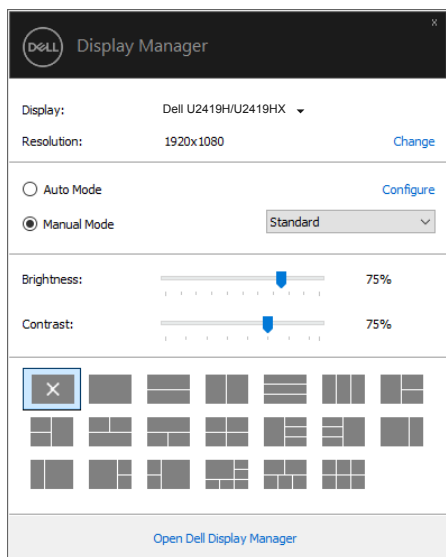 x
DELL Display Manager
Display: Dell U2419H/U2419HX
Resolution: 1920x1080 Change
Auto Mode Configure
Manual Mode Standard
Brightness: 75%
Contrast: 75%
Open Dell Display Manager